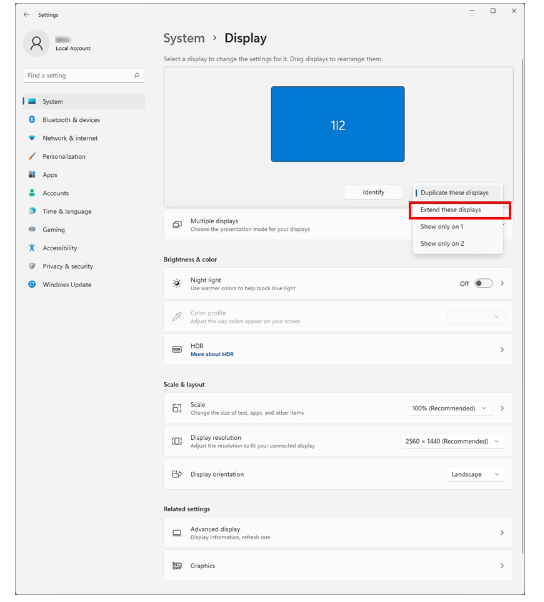 ← Settings
Local Account
Find a setting
System
Bluetooth & devices
Network & internet
Personalization
Apps
Accounts
Time & language
Gaming
Accessibility
Privacy & security
Windows Update
System > Display
Select a display to change the settings for it. Drag displays to rearrange them.
1|2
Identify
Duplicate these displays
Extend these displays
Show only on 1
Show only on 2
Multiple displays
Choose the presentation mode for your displays
Brightness & color
Night light
Use warmer colors to help block blue light
Off
Color profile
Adjust the way colors appear on your screen
HDR
HDR
More about HDR
Scale & layout
Scale
Change the size of text, apps, and other items
100% (Recommended)
Display resolution
Adjust the resolution to fit your connected display
2560 × 1440 (Recommended)
Display orientation
Landscape
Related settings
Advanced display
Display information, refresh rate
Graphics